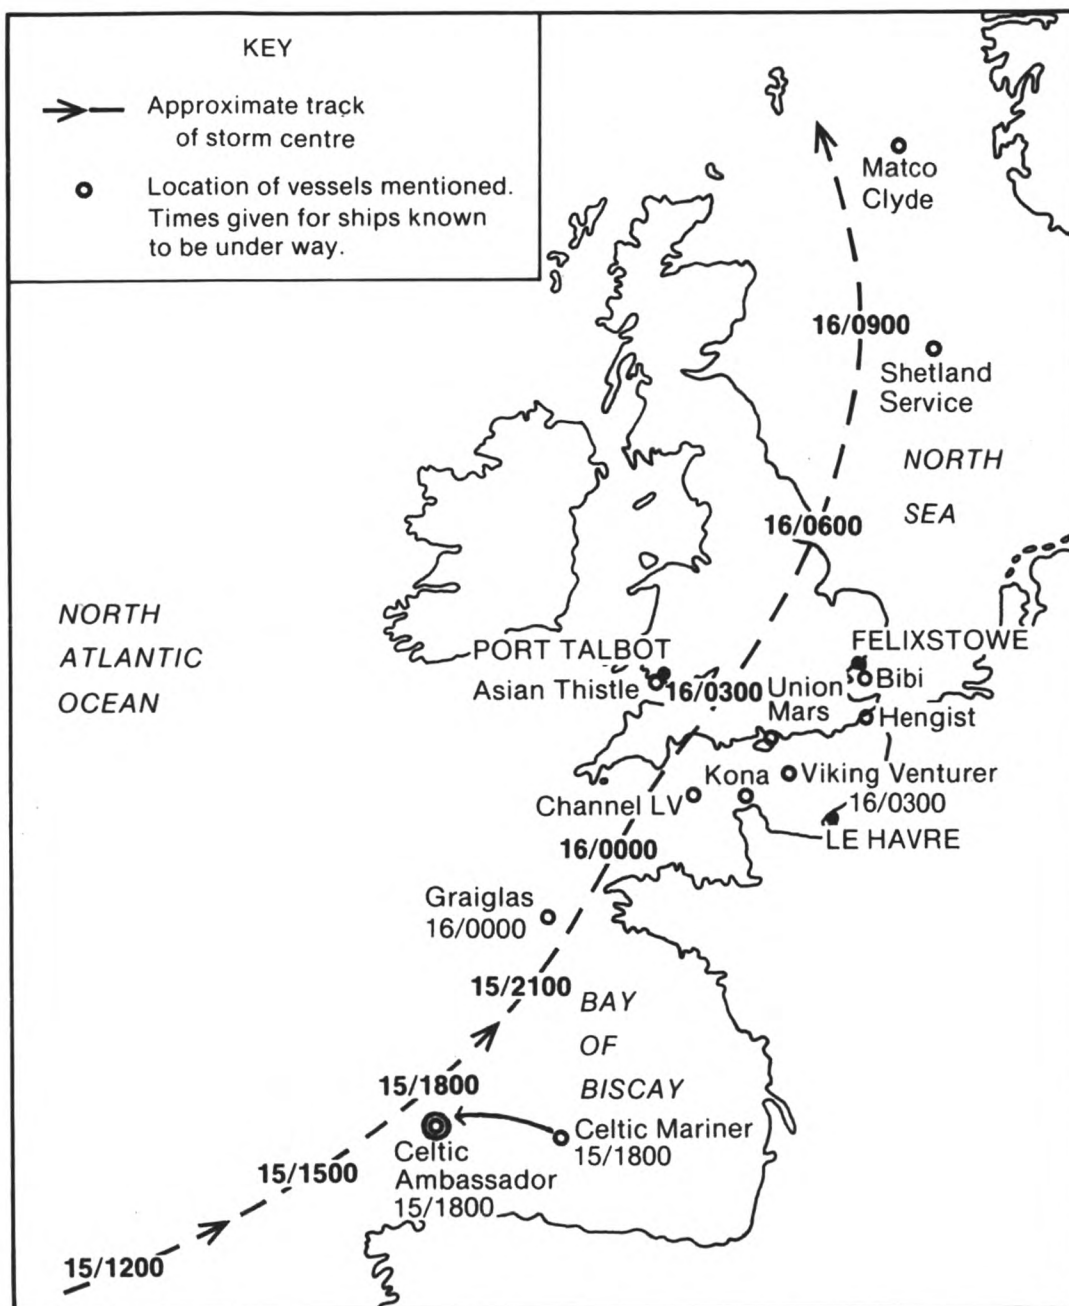 KEY
Approximate track
of storm centre
Location of vessels mentioned.
Times given for ships known
to be under way.
Matco
Clyde
16/0900
Shetland
Service
NORTH
SEA
16/0600
NORTH
ATLANTIC
OCEAN
PORT TALBOT
FELIXSTOWE
Asian Thistle
16/0300
Union
Mars
Bibi
Hengist
Kona
Viking Venturer
16/0300
Channel LV
LE HAVRE
16/0000
Graiglas
16/0000
15/2100
BAY
OF
BISCAY
15/1800
Celtic Mariner
15/1800
Celtic
Ambassador
15/1800
15/1500
15/1200